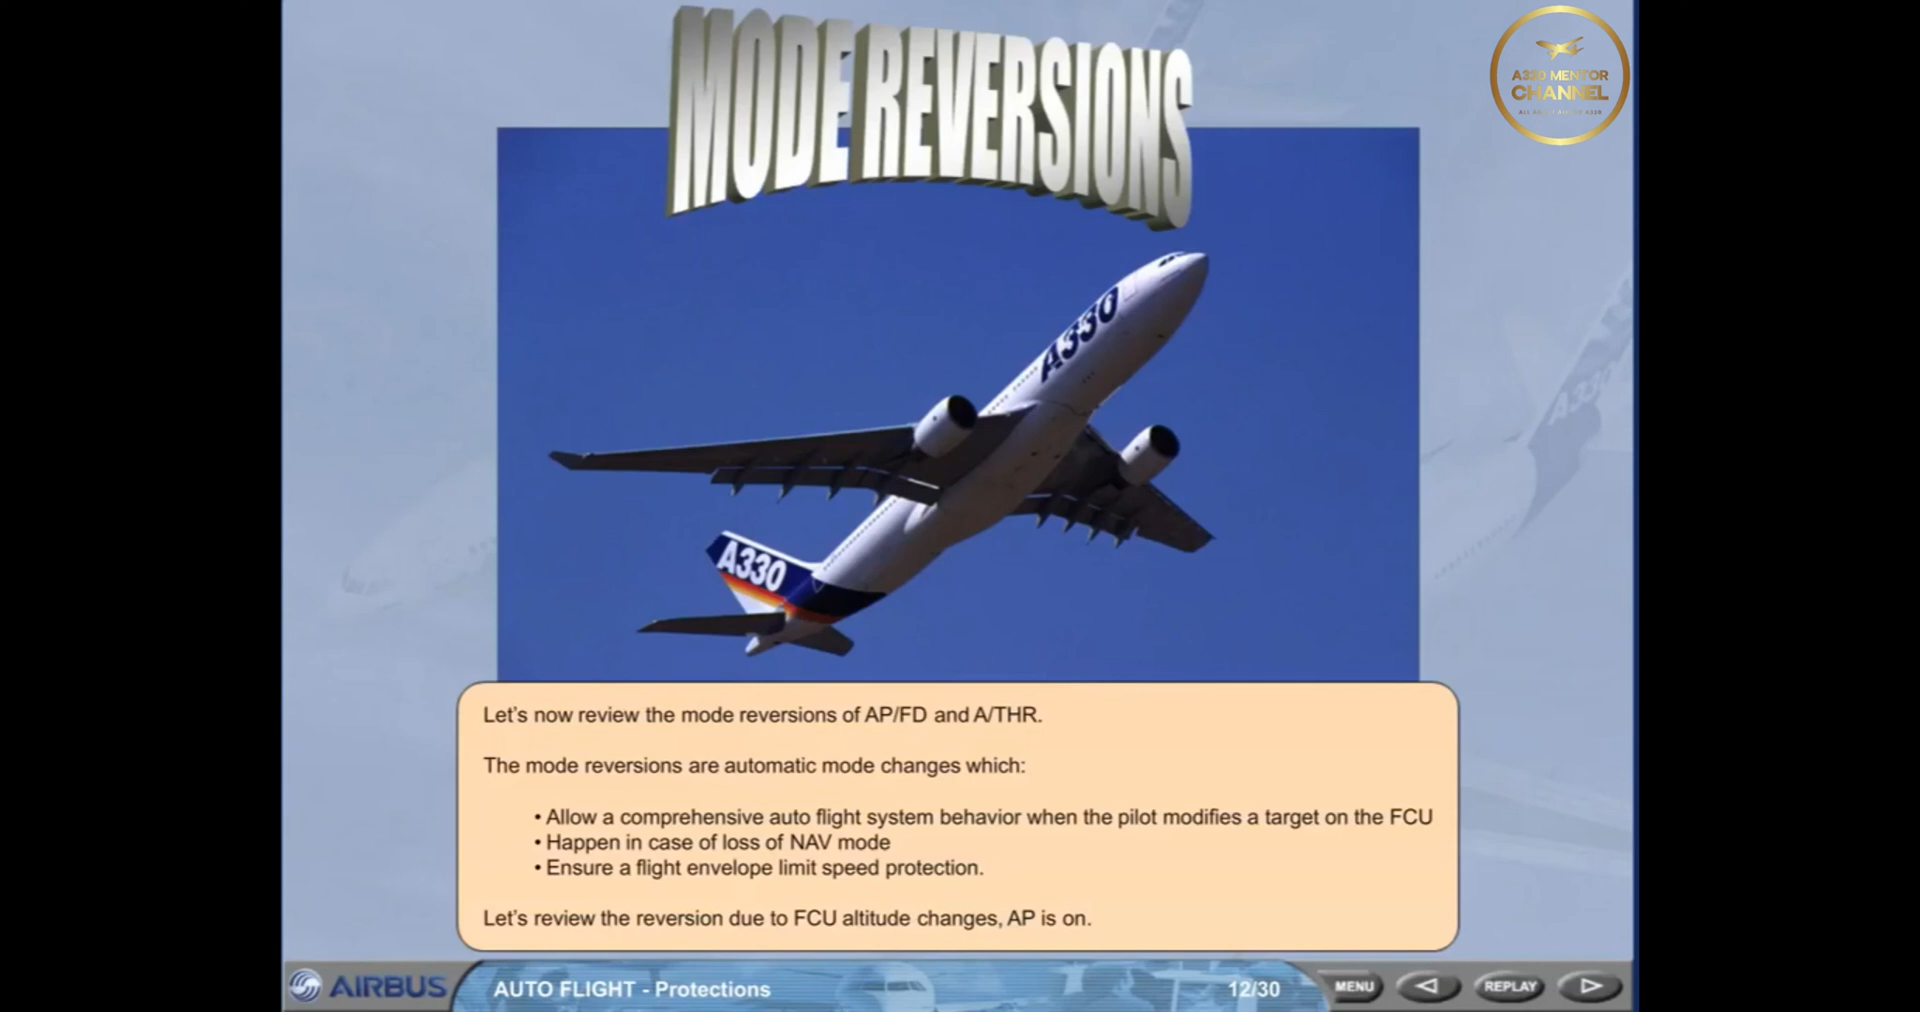 MODE REVERSIONS
A330 MENTOR
CHANNEL
A330
A330
Let's now review the mode reversions of AP/FD and A/THR.
The mode reversions are automatic mode changes which:
• Allow a comprehensive auto flight system behavior when the pilot modifies a target on the FCU
• Happen in case of loss of NAV mode
• Ensure a flight envelope limit speed protection.
Let's review the reversion due to FCU altitude changes, AP is on.
AIRBUS
AUTO FLIGHT - Protections
12/30
MENU
REPLAY